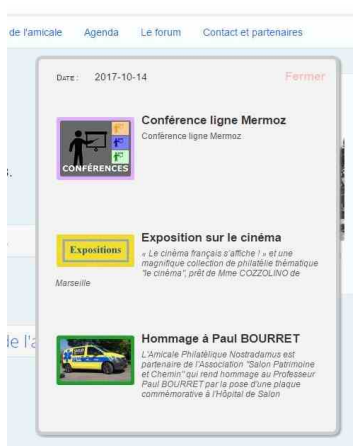 de l'amicale Agenda Le forum Contact et partenaires
DATE : 2017-10-14 Fermer
Conférence ligne Mermoz
Conférence ligne Mermoz
CONFÉRENCES
Exposition sur le cinéma
Expositions
« Le cinéma français s'affiche ! » et une
magnifique collection de philatélie thématique
"le cinéma", prêt de Mme COZZOLINO de
Marseille
Hommage à Paul BOURRET
L'Amicale Philatélique Nostradamus est
partenaire de l'Association "Salon Patrimoine
et Chemin" qui rend hommage au Professeur
Paul BOURRET par la pose d'une plaque
commémorative à l'Hôpital de Salon
de l'a